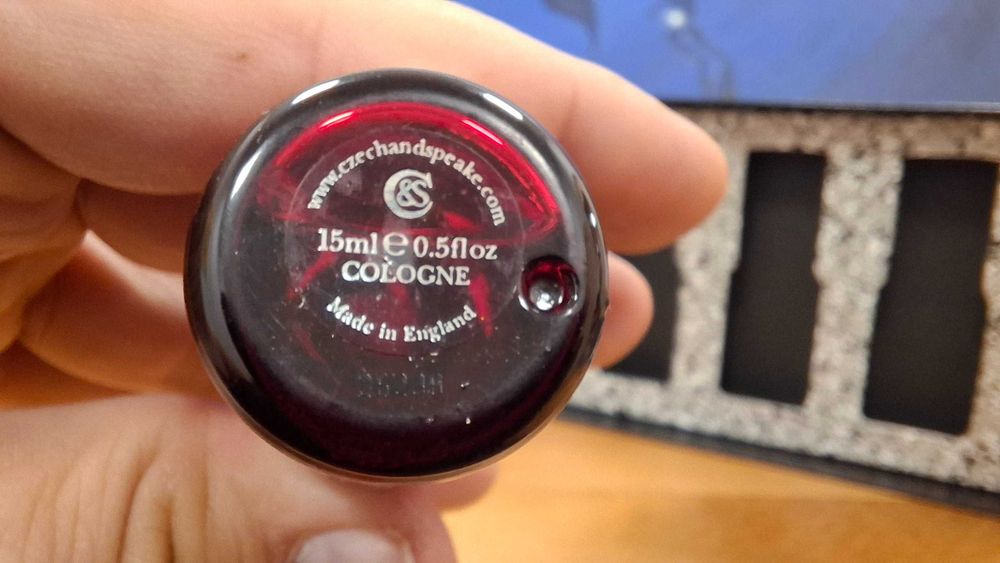 www.czechandspeake.com
C&S
15ml e 0.5fl oz
COLOGNE
Made in England